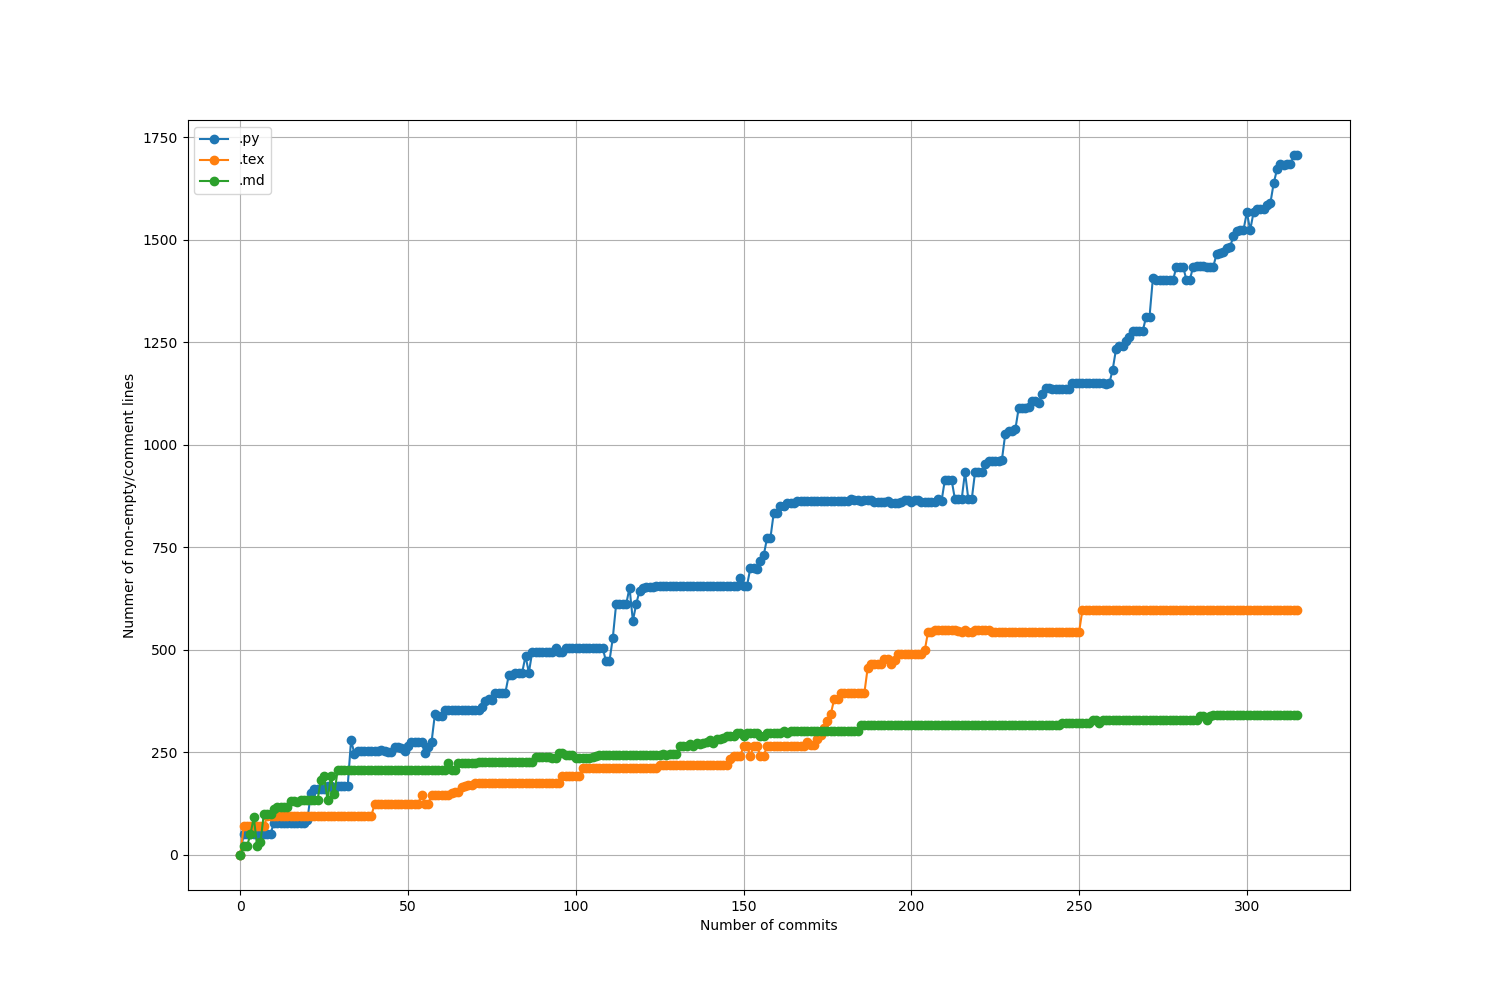 .py
.tex
.md
1750
1500
1250
1000
750
500
250
0
Nummer of non-empty/comment lines
0 50 100 150 200 250 300
Number of commits